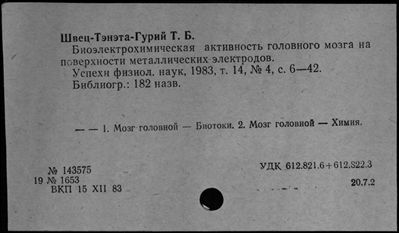 Швец-Тэнэта-Гурий Т. Б.
Биоэлектрохимическая активность головного мозга на
поверхности металлических электродов.
Успехи физиол. наук, 1983, т. 14, № 4, с. 6—42.
Библиогр.: 182 назв.
— — 1. Мозг головной — Биотоки. 2. Мозг головной — Химия.
№ 143575
УДК 612.821.6+612.822.3
19 № 1653
ВКП 15 XII 83
20.7.2